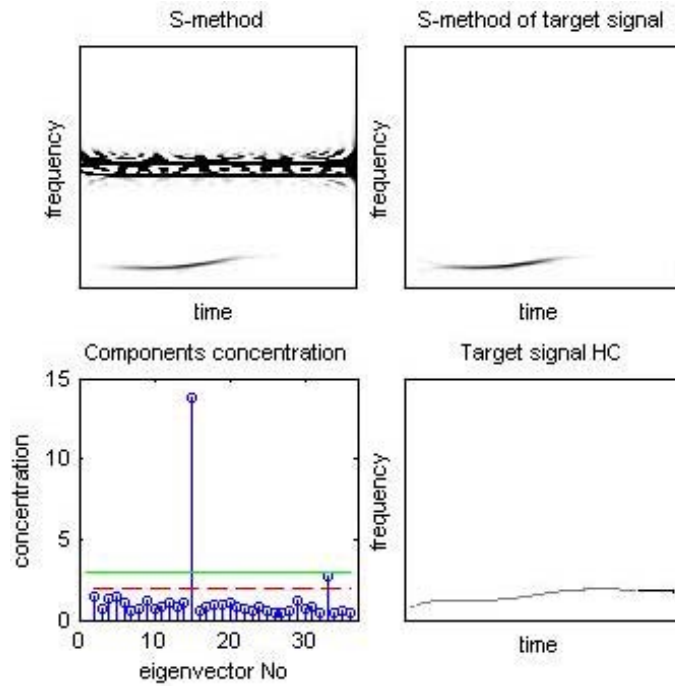 S-method
frequency
time
S-method of target signal
frequency
time
Components concentration
concentration
15
10
5
0
0
10
20
30
eigenvector No
Target signal HC
frequency
time